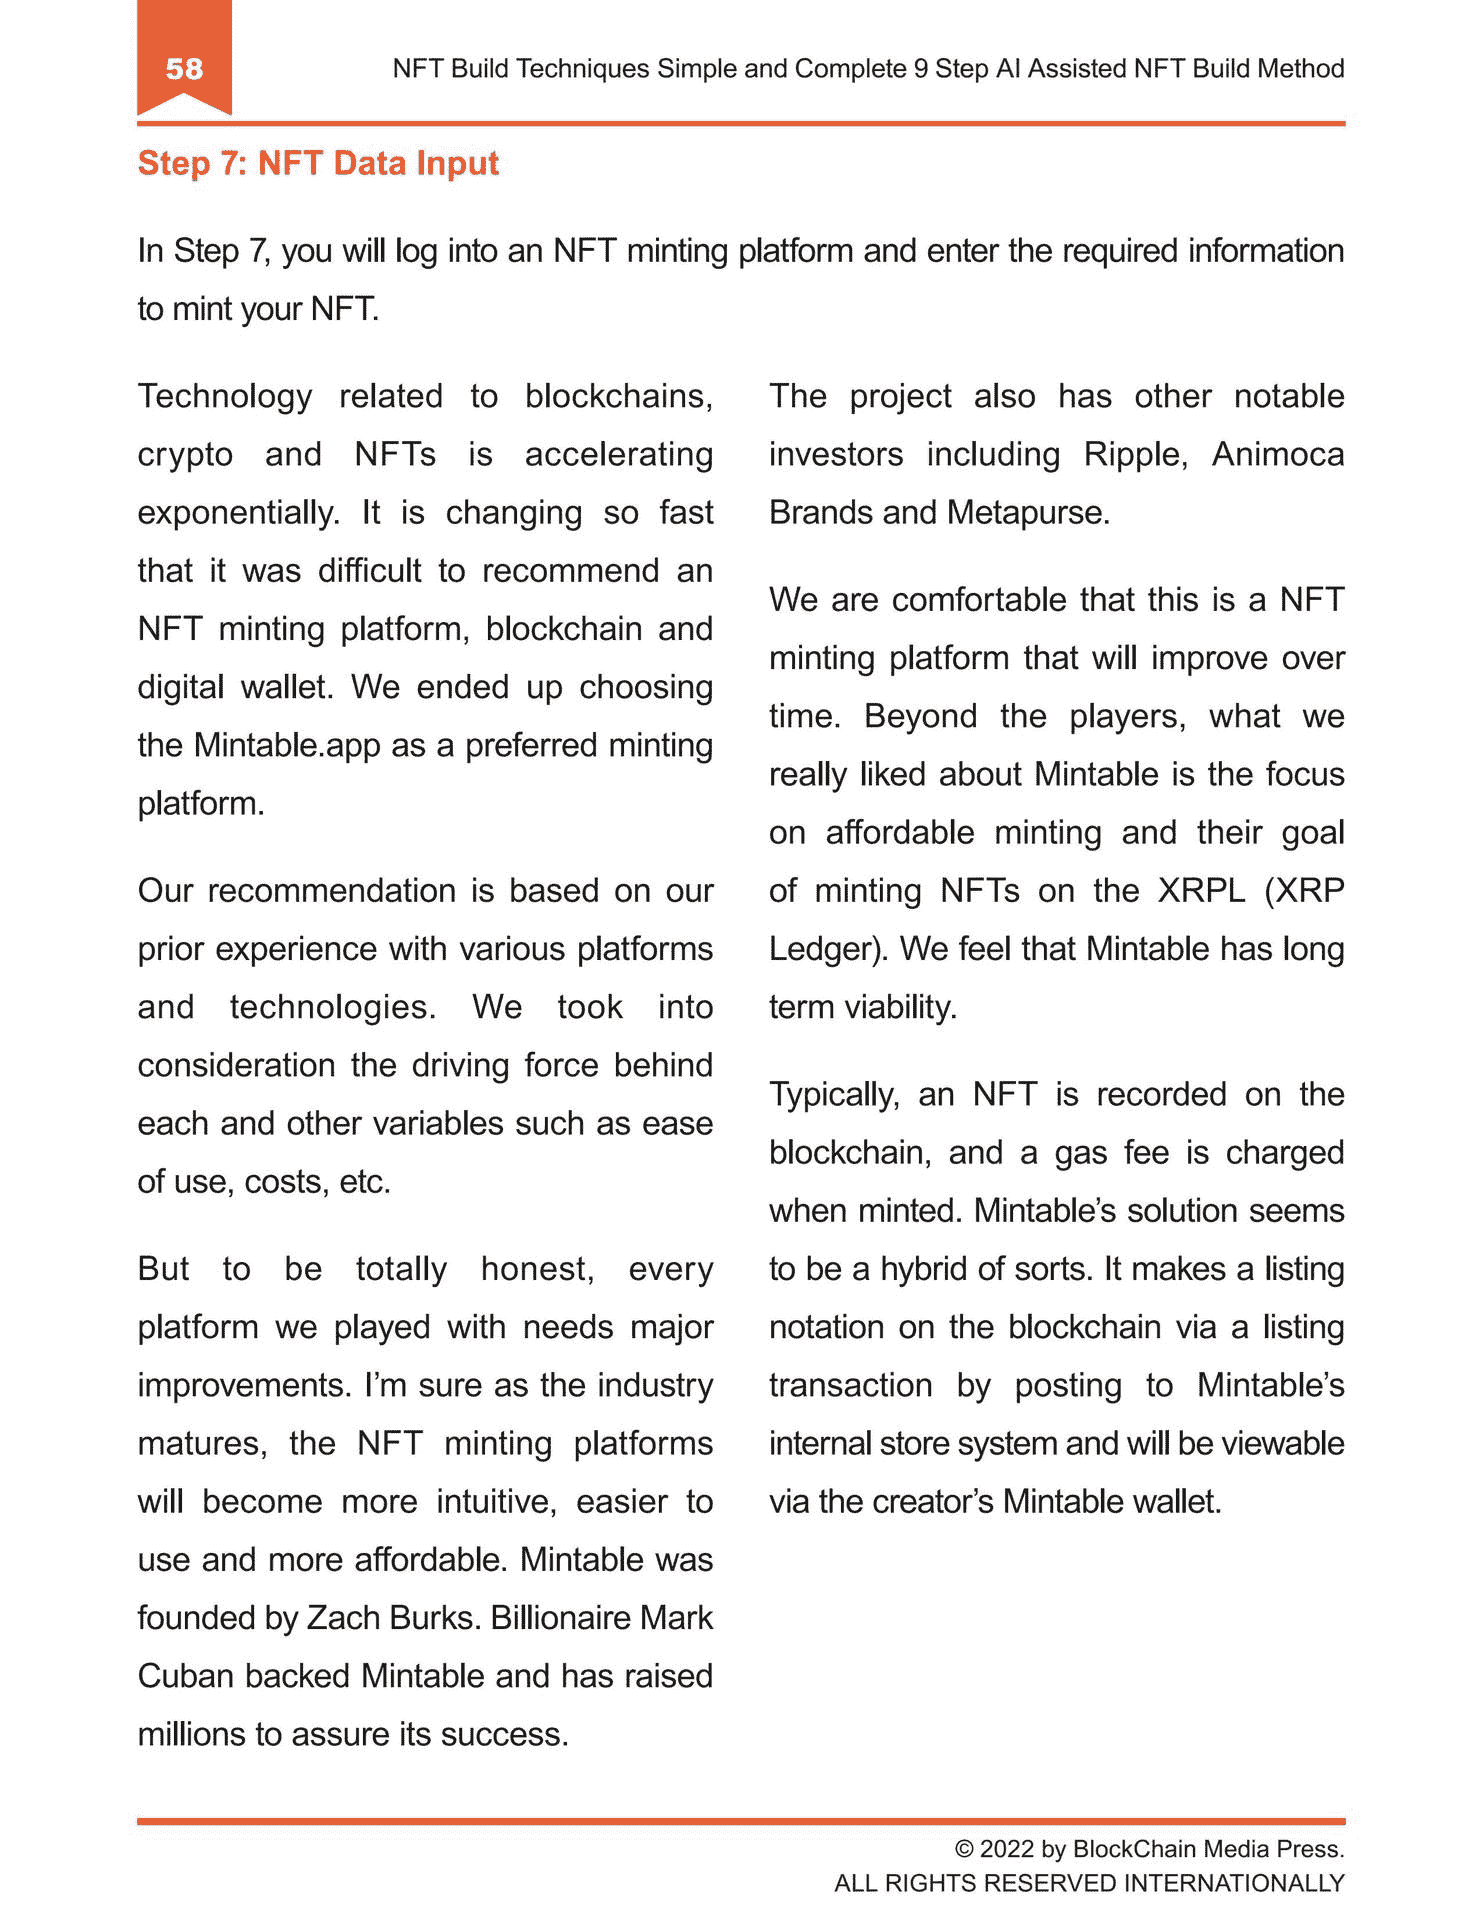 58
NFT Build Techniques Simple and Complete 9 Step AI Assisted NFT Build Method
Step 7: NFT Data Input
In Step 7, you will log into an NFT minting platform and enter the required information
to mint your NFT.
Technology related to blockchains,
crypto and NFTs is accelerating
exponentially. It is changing so fast
that it was difficult to recommend an
NFT minting platform, blockchain and
digital wallet. We ended up choosing
the Mintable.app as a preferred minting
platform.
Our recommendation is based on our
prior experience with various platforms
and technologies. We took into
consideration the driving force behind
each and other variables such as ease
of use, costs, etc.
But to be totally honest, every
platform we played with needs major
improvements. I’m sure as the industry
matures, the NFT minting platforms
will become more intuitive, easier to
use and more affordable. Mintable was
founded by Zach Burks. Billionaire Mark
Cuban backed Mintable and has raised
millions to assure its success.
The project also has other notable
investors including Ripple, Animoca
Brands and Metapurse.
We are comfortable that this is a NFT
minting platform that will improve over
time. Beyond the players, what we
really liked about Mintable is the focus
on affordable minting and their goal
of minting NFTs on the XRPL (XRP
Ledger). We feel that Mintable has long
term viability.
Typically, an NFT is recorded on the
blockchain, and a gas fee is charged
when minted. Mintable’s solution seems
to be a hybrid of sorts. It makes a listing
notation on the blockchain via a listing
transaction by posting to Mintable’s
internal store system and will be viewable
via the creator’s Mintable wallet.
© 2022 by BlockChain Media Press.
ALL RIGHTS RESERVED INTERNATIONALLY